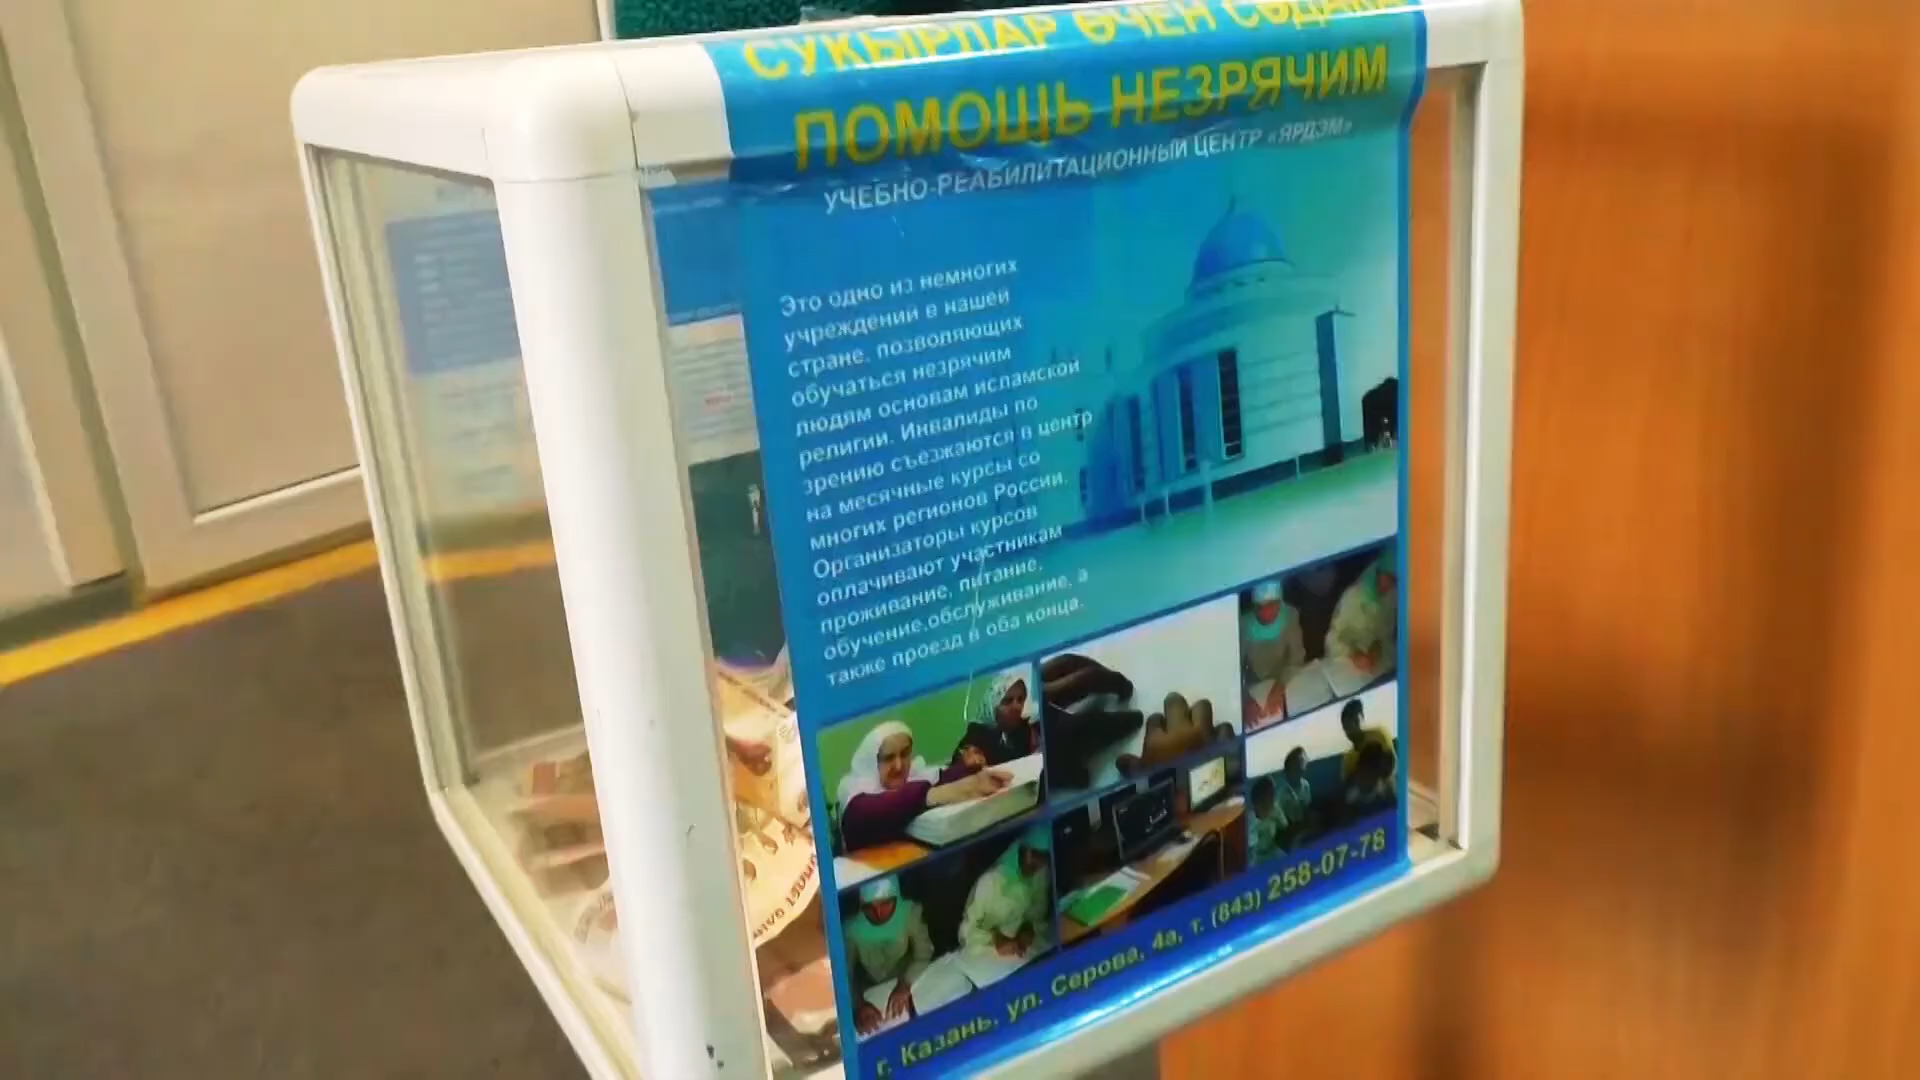 СУКЫРЛАР ӨЧЕН СӘДАКА
ПОМОЩЬ НЕЗРЯЧИМ
УЧЕБНО-РЕАБИЛИТАЦИОННЫЙ ЦЕНТР «ЯРДЭМ»
Это одно из немногих
учреждений в нашей
стране, позволяющих
обучаться незрячим
людям основам исламской
религии. Инвалиды по
зрению съезжаются в центр
на месячные курсы со
многих регионов России.
Организаторы курсов
оплачивают участникам
проживание, питание,
обучение,обслуживание, а
также проезд в оба конца.
г. Казань, ул. Серова, 4а, т. (843) 258-07-78